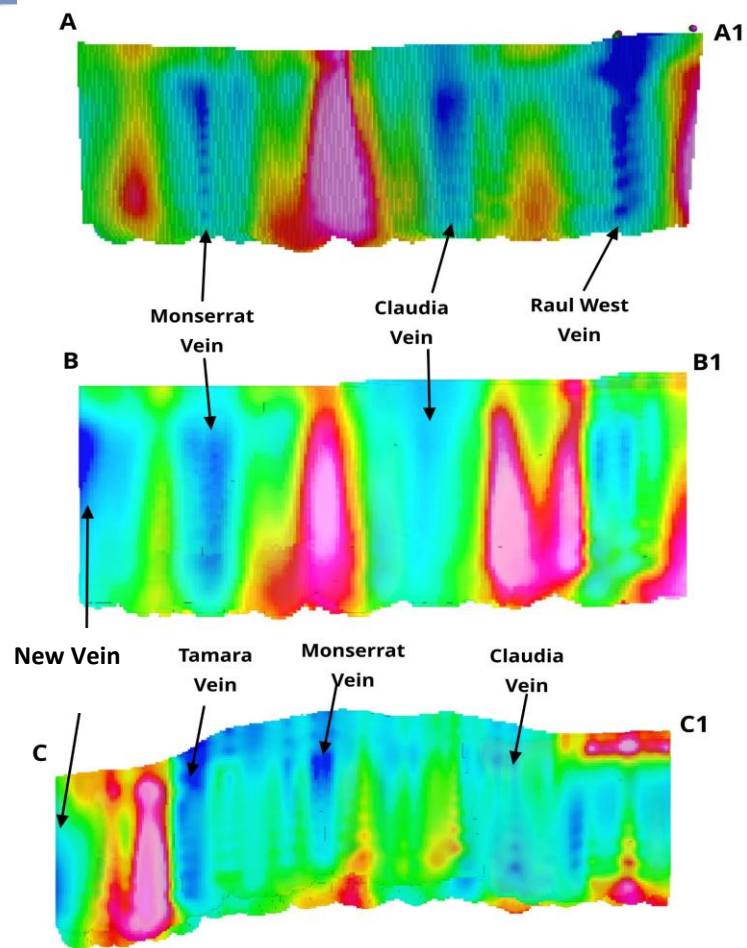 A
A1
Monserrat
Vein
Claudia
Vein
Raul West
Vein
B
B1
New Vein
Tamara
Vein
Monserrat
Vein
Claudia
Vein
C
C1